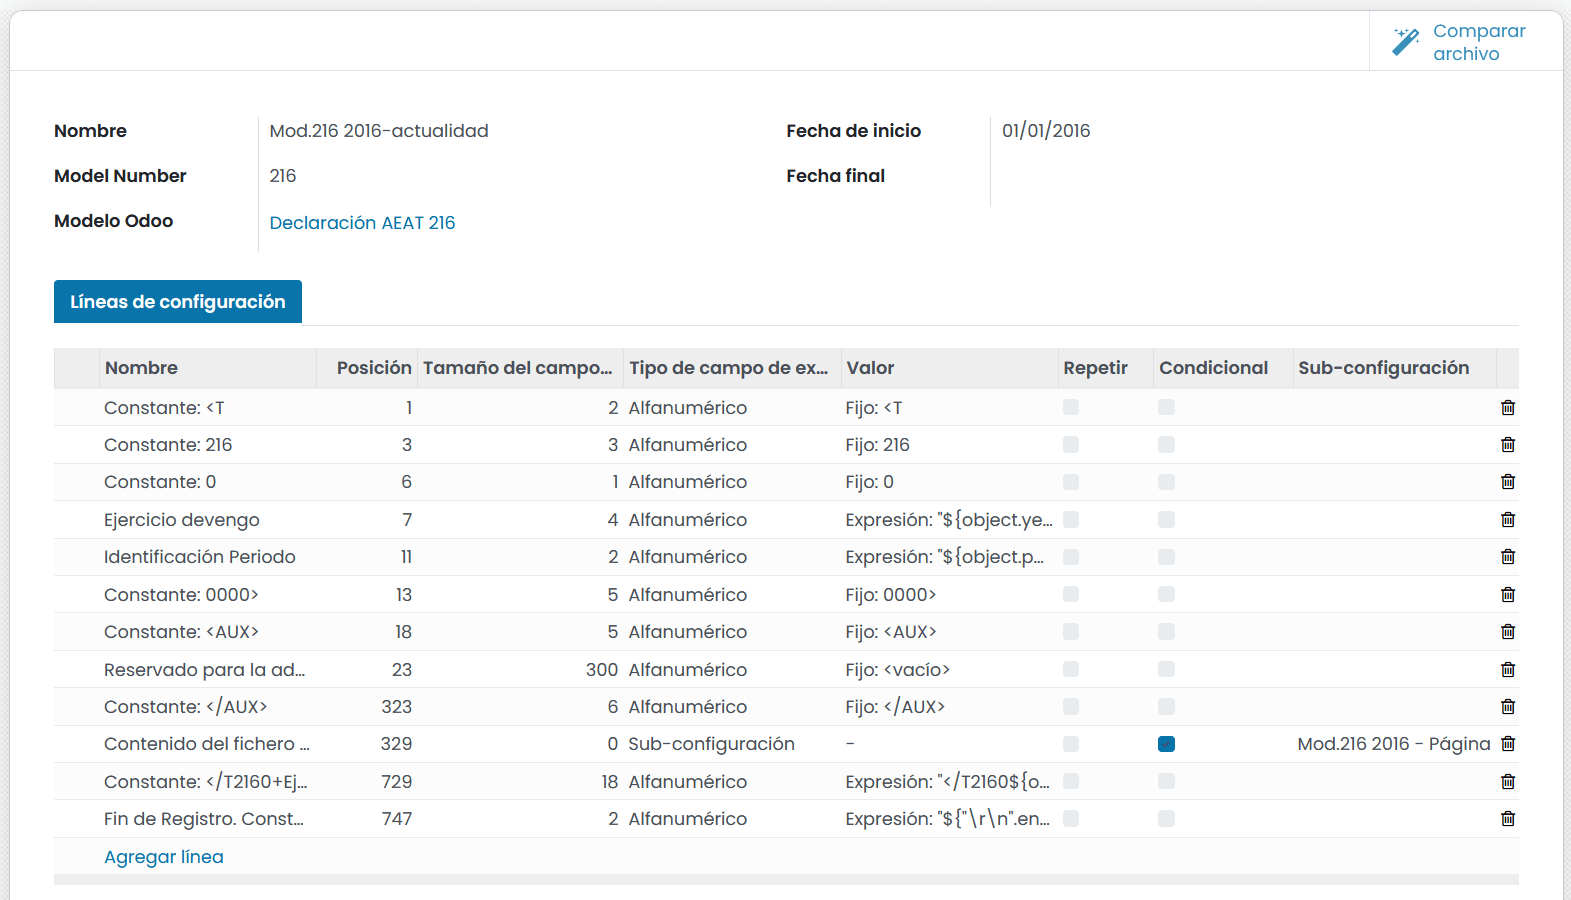 Comparar
archivo
Nombre Mod.216 2016-actualidad Fecha de inicio 01/01/2016
Model Number 216 Fecha final
Modelo Odoo Declaración AEAT 216
Líneas de configuración
Nombre Posición Tamaño del campo... Tipo de campo de ex... Valor Repetir Condicional Sub-configuración
Constante: <T 1 2 Alfanumérico Fijo: <T
Constante: 216 3 3 Alfanumérico Fijo: 216
Constante: 0 6 1 Alfanumérico Fijo: 0
Ejercicio devengo 7 4 Alfanumérico Expresión: "${object.ye...
Identificación Periodo 11 2 Alfanumérico Expresión: "${object.p...
Constante: 0000> 13 5 Alfanumérico Fijo: 0000>
Constante: <AUX> 18 5 Alfanumérico Fijo: <AUX>
Reservado para la ad... 23 300 Alfanumérico Fijo: <vacío>
Constante: </AUX> 323 6 Alfanumérico Fijo: </AUX>
Contenido del fichero ... 329 0 Sub-configuración - Mod.216 2016 - Página
Constante: </T2160+Ej... 729 18 Alfanumérico Expresión: "</T2160${o...
Fin de Registro. Const... 747 2 Alfanumérico Expresión: "${"\r\n".en...
Agregar línea